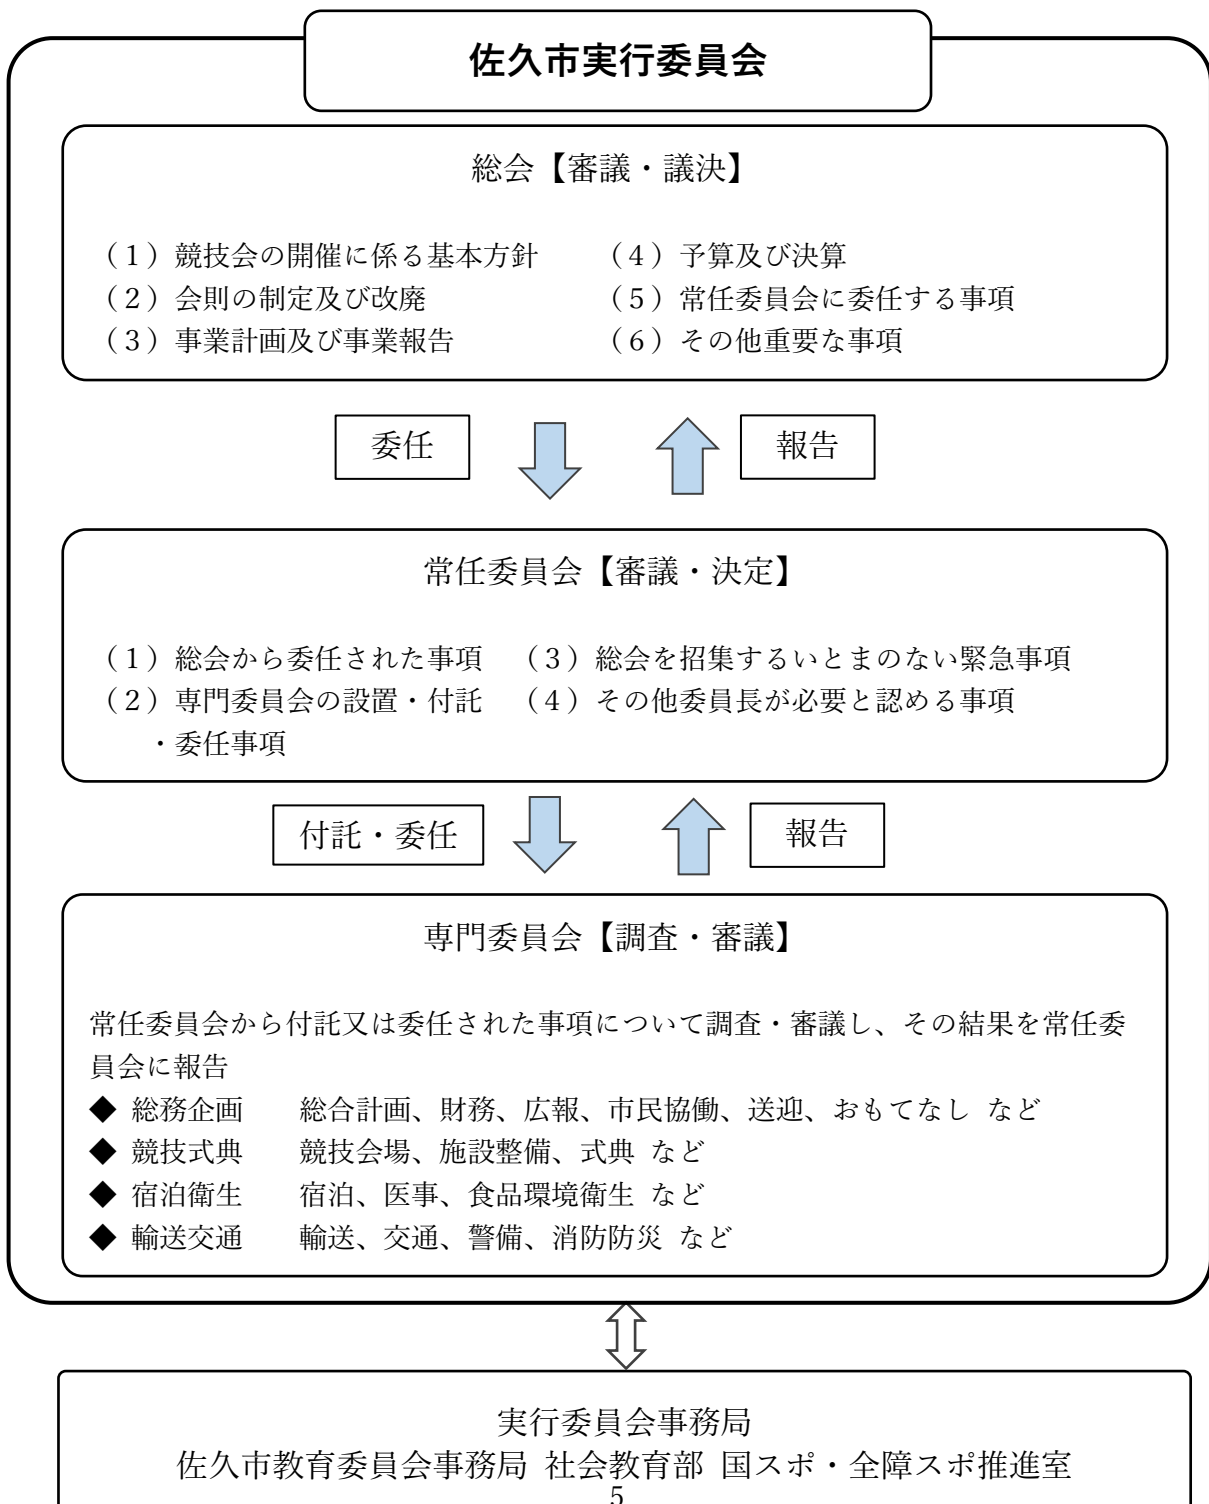 佐久市実行委員会
総会【審議・議決】
（１）競技会の開催に係る基本方針　　（４）予算及び決算
（２）会則の制定及び改廃　　（５）常任委員会に委任する事項
（３）事業計画及び事業報告　　（６）その他重要な事項
委任　　報告
常任委員会【審議・決定】
（１）総会から委任された事項　（３）総会を招集するいとまのない緊急事項
（２）専門委員会の設置・付託　（４）その他委員長が必要と認める事項
・委任事項
付託・委任　　報告
専門委員会【調査・審議】
常任委員会から付託又は委任された事項について調査・審議し、その結果を常任委
員会に報告
◆ 総務企画　　総合計画、財務、広報、市民協働、送迎、おもてなし など
◆ 競技式典　　競技会場、施設整備、式典 など
◆ 宿泊衛生　　宿泊、医事、食品環境衛生 など
◆ 輸送交通　　輸送、交通、警備、消防防災 など
実行委員会事務局
佐久市教育委員会事務局 社会教育部 国スポ・全障スポ推進室
5